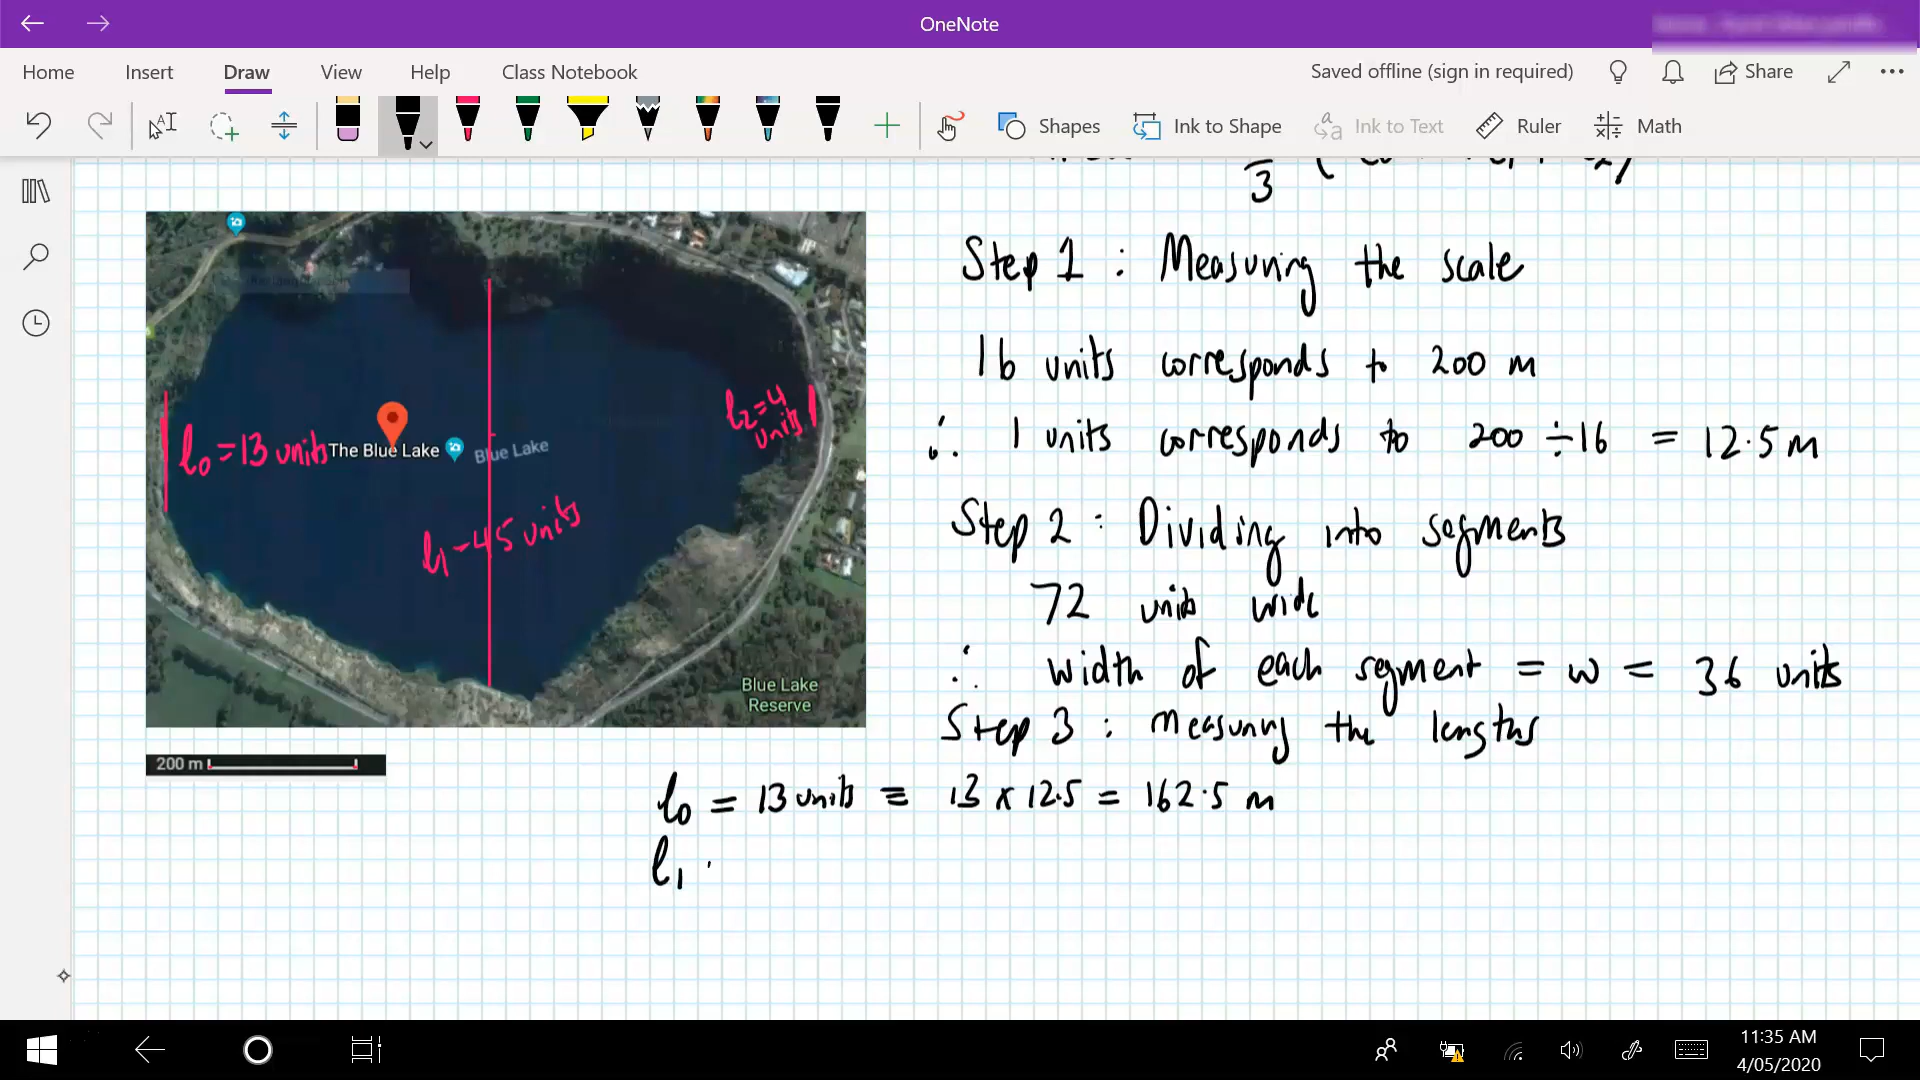 OneNote
Home Insert Draw View Help Class Notebook
Saved offline (sign in required) Share
Shapes Ink to Shape Ink to Text Ruler Math
3
Step 1 : Measuring the scale
16 units corresponds to 200 m
∴ 1 units corresponds to 200 ÷ 16 = 12.5 m
Step 2 : Dividing into segments
72 units wide
∴ width of each segment = w = 36 units
Step 3 : Measuring the lengths
l0 = 13 units = 13 x 12.5 = 162.5 m
l1
l0 = 13 units
The Blue Lake
Blue Lake
l2 = 4
units
l1 - 45 units
Blue Lake
Reserve
200 m
11:35 AM
4/05/2020